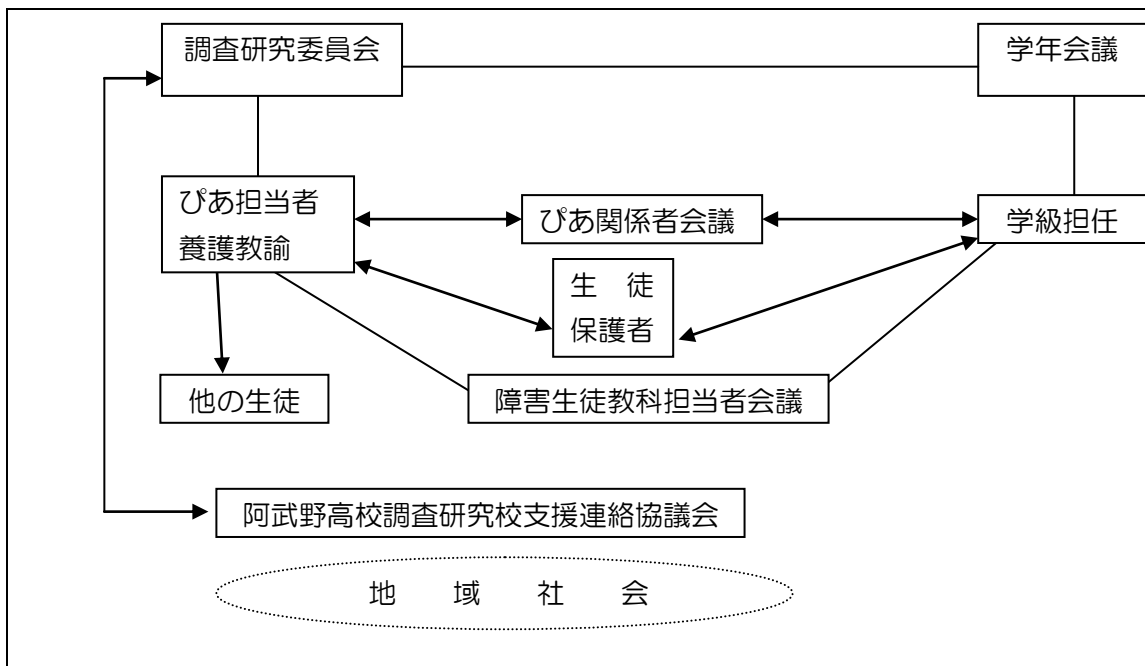 調査研究委員会
学年会議
ぴあ担当者
養護教諭
ぴあ関係者会議
学級担任
生　徒
保護者
他の生徒
障害生徒教科担当者会議
阿武野高校調査研究校支援連絡協議会
地　域　社　会